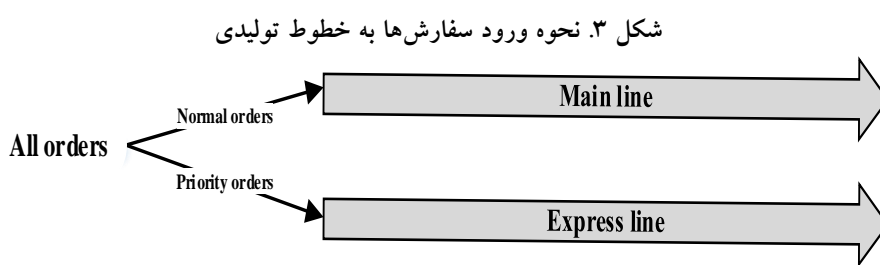 شکل ۳. نحوه ورود سفارش‌ها به خطوط تولیدی
Main line
Normal orders
All orders
Priority orders
Express line